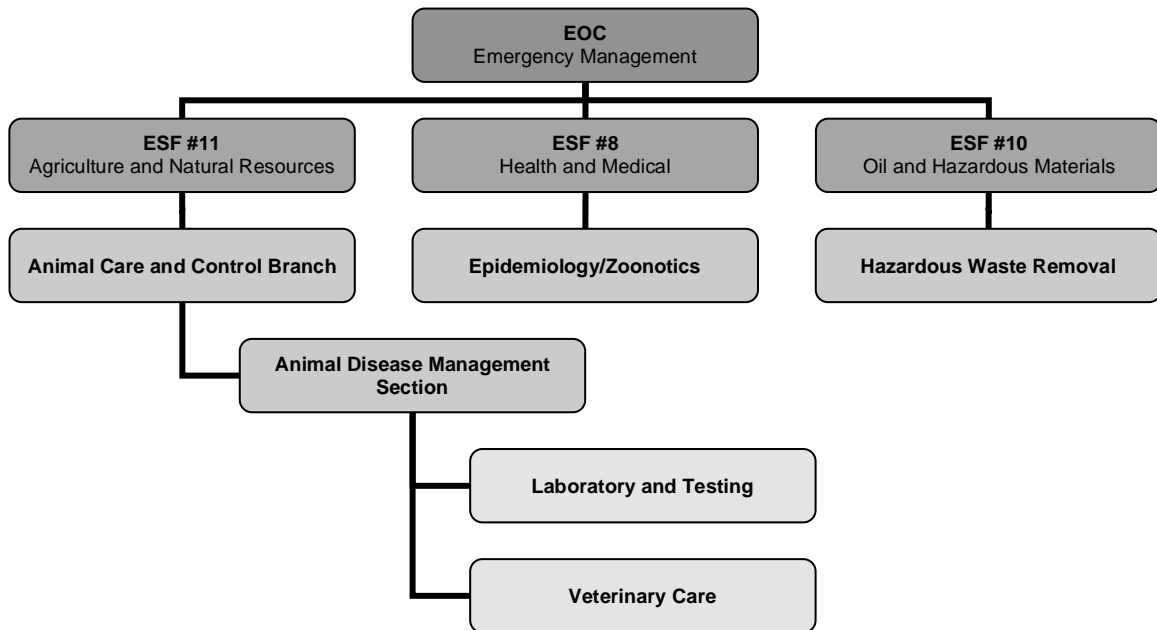 EOC
Emergency Management
ESF #11
Agriculture and Natural Resources
ESF #8
Health and Medical
ESF #10
Oil and Hazardous Materials
Animal Care and Control Branch
Epidemiology/Zoonotics
Hazardous Waste Removal
Animal Disease Management
Section
Laboratory and Testing
Veterinary Care